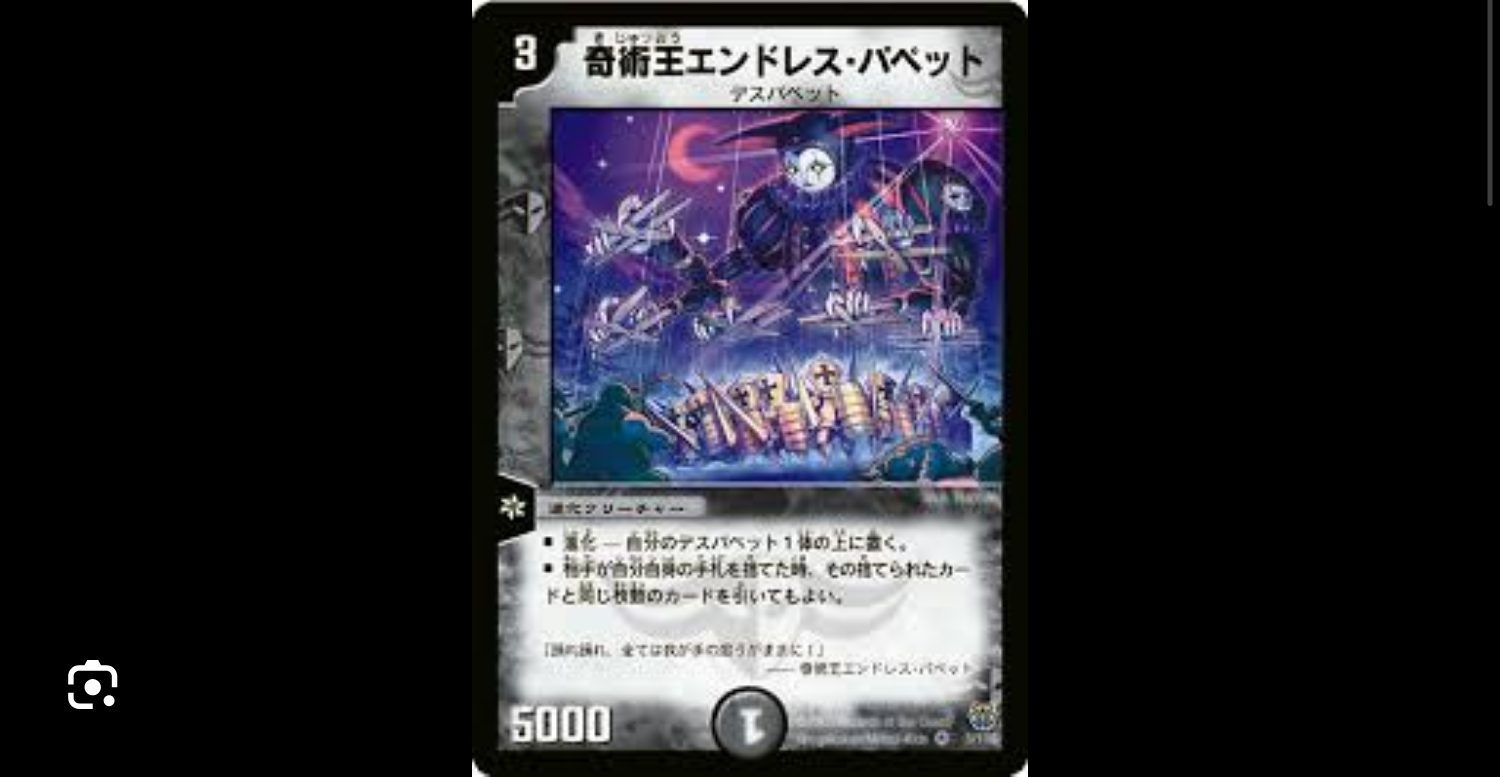 3
きじゅつおう
奇術王エンドレス・パペット
デスパペット
進化クリーチャー
■ 進化 — 自分のデスパペット1体の上に置く。
■ 相手が自分自身の手札を捨てた時、その捨てられたカー
ドと同じ枚数のカードを引いてもよい。
「踊れ踊れ、全ては我が手の思うがままに！」
—— 奇術王エンドレス・パペット
5000
1